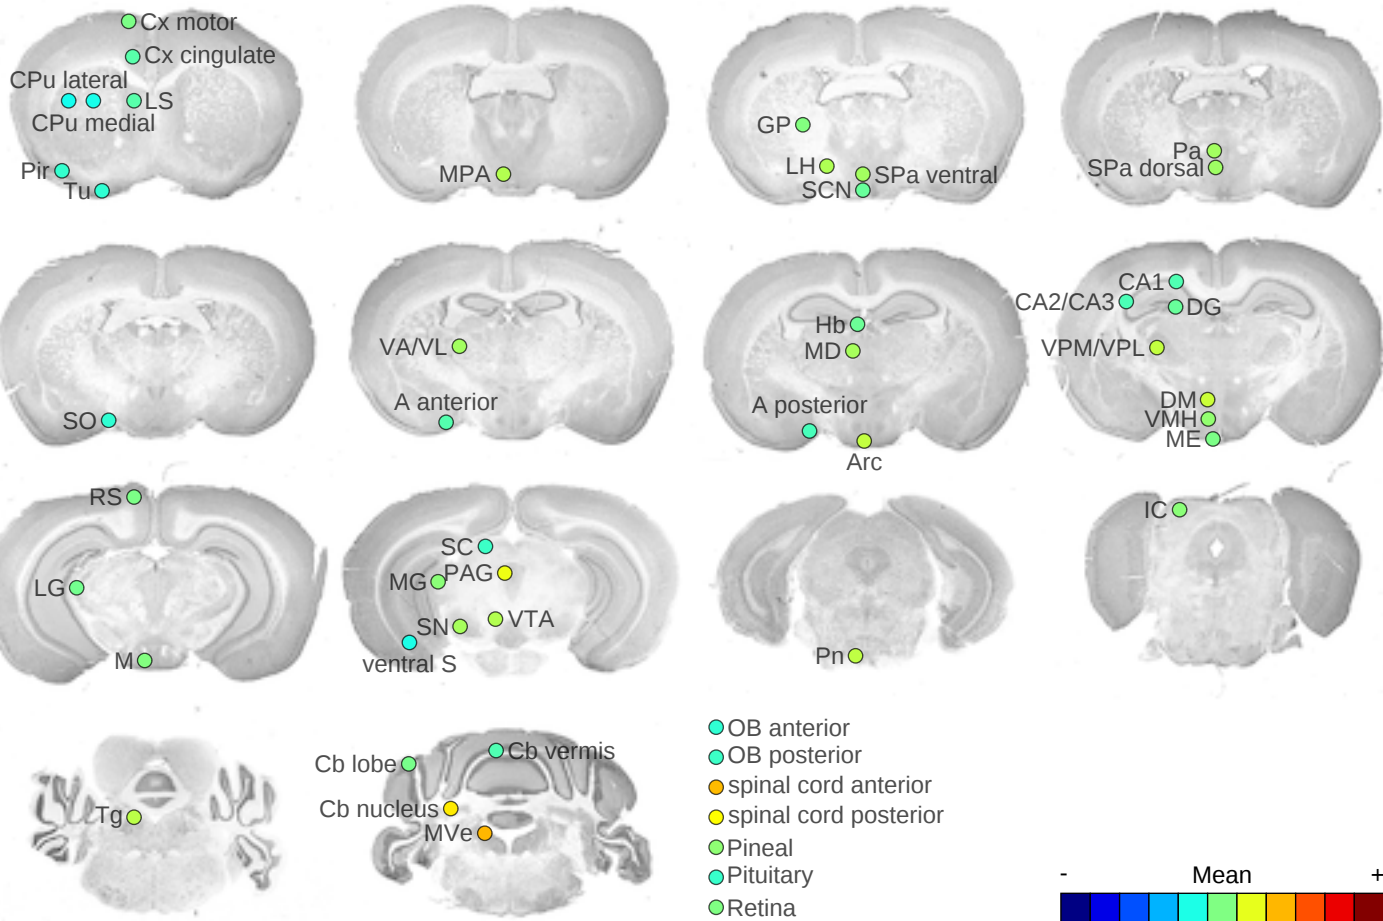 Cx motor
Cx cingulate
CPu lateral
LS
CPu medial
Pir
Tu
MPA
GP
LH
SPa ventral
SCN
Pa
SPa dorsal
SO
VA/VL
A anterior
Hb
MD
A posterior
Arc
CA1
CA2/CA3
DG
VPM/VPL
DM
VMH
ME
RS
LG
M
SC
PAG
MG
VTA
SN
ventral S
Pn
IC
Tg
Cb vermis
Cb lobe
Cb nucleus
MVe
OB anterior
OB posterior
spinal cord anterior
spinal cord posterior
Pineal
Pituitary
Retina
- Mean +